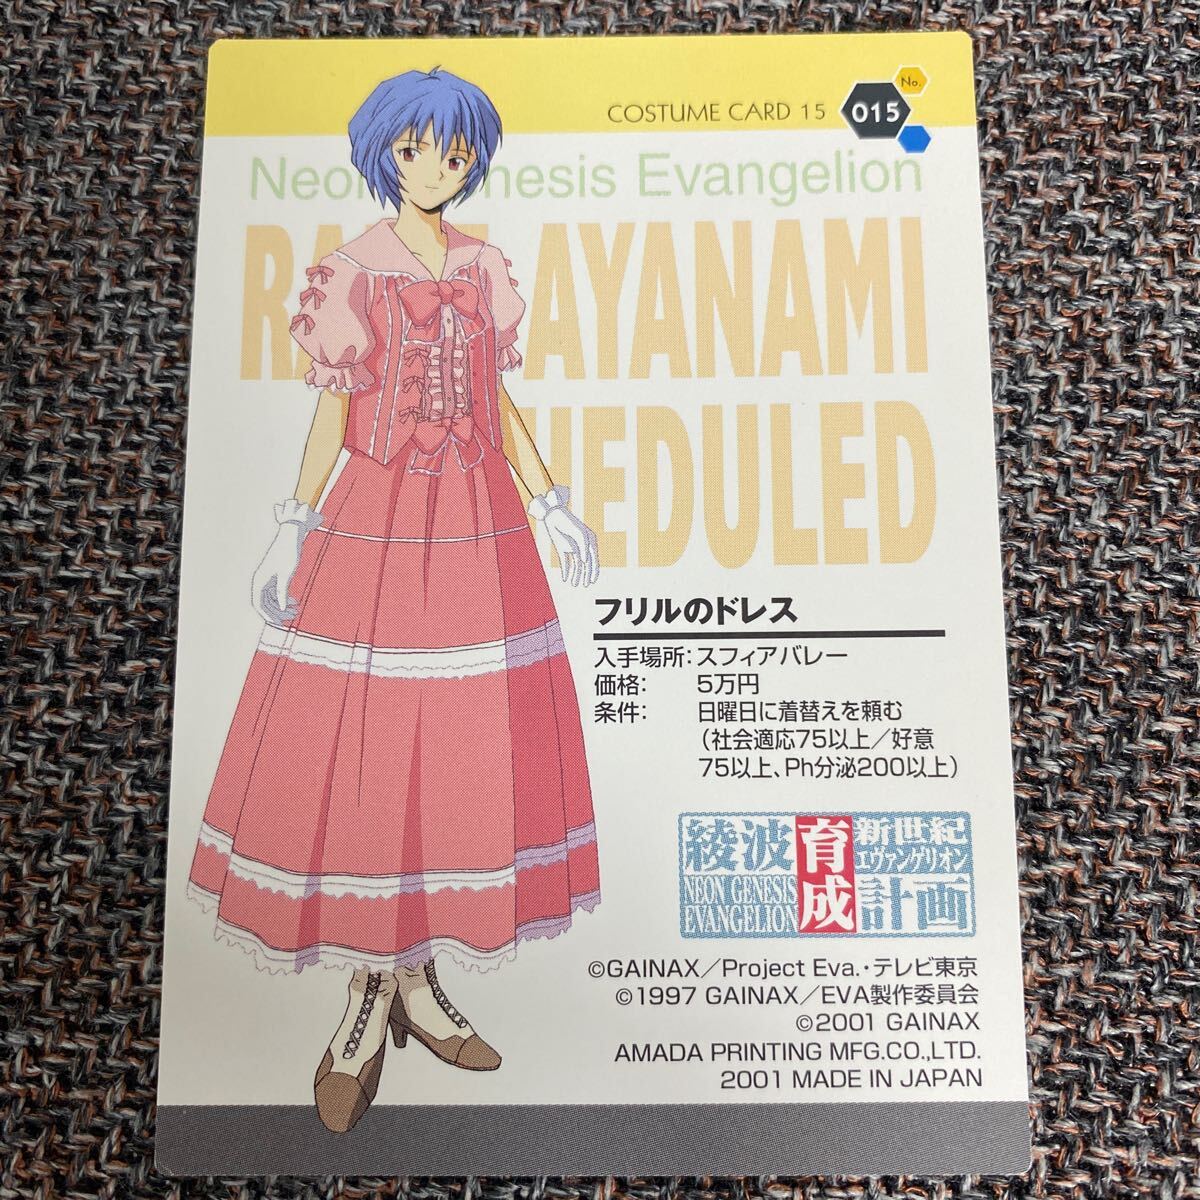 No.
COSTUME CARD 15
015
Neon nesis Evangelion
RA AYANAMI
HEDULED
フリルのドレス
入手場所:スフィアバレー
価格: 5万円
条件: 日曜日に着替えを頼む
(社会適応75以上/好意
75以上、Ph分泌200以上)
綾波育成計画
新世紀
エヴァンゲリオン
NEON GENESIS
EVANGELION
©GAINAX/Project Eva.・テレビ東京
©1997 GAINAX/EVA製作委員会
©2001 GAINAX
AMADA PRINTING MFG.CO.,LTD.
2001 MADE IN JAPAN